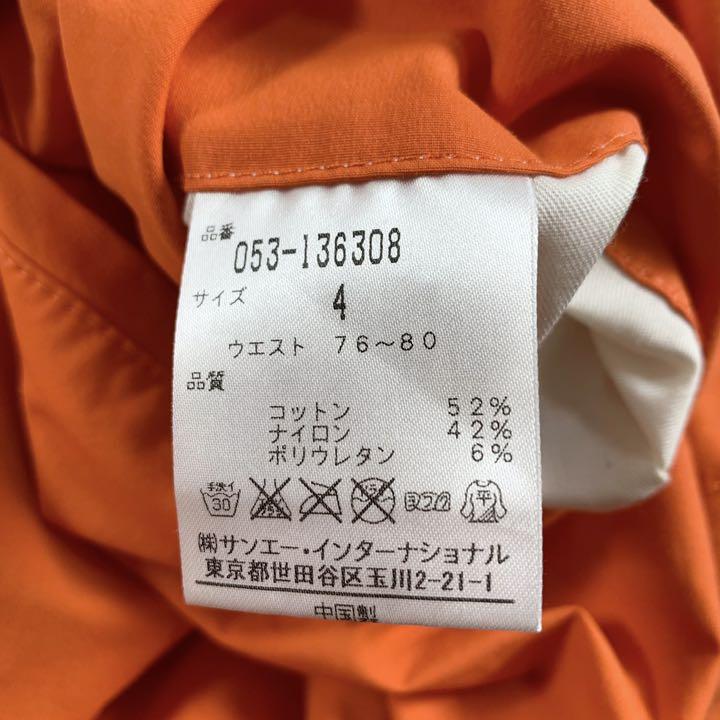 品番
053-136308
サイズ 4
ウエスト 76～80
品質
コットン 52%
ナイロン 42%
ポリウレタン 6%
手洗イ
30
ヨワク
平
㈱サンエー・インターナショナル
東京都世田谷区玉川2-21-1
中国製